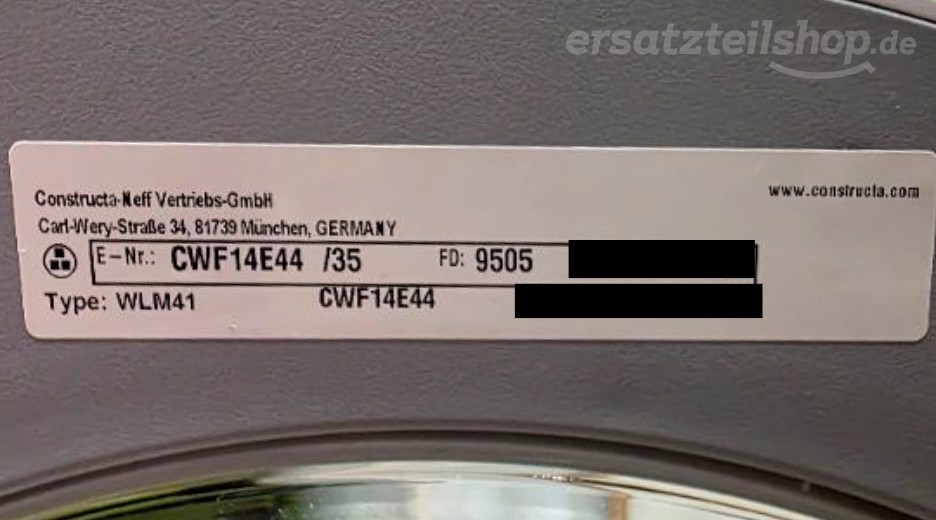 ersatzteilshop.de
www.constructa.com
Constructa-Neff Vertriebs-GmbH
Carl-Wery-Straße 34, 81739 München, GERMANY
E-Nr.: CWF14E44 /35 FD: 9505
Type: WLM41 CWF14E44